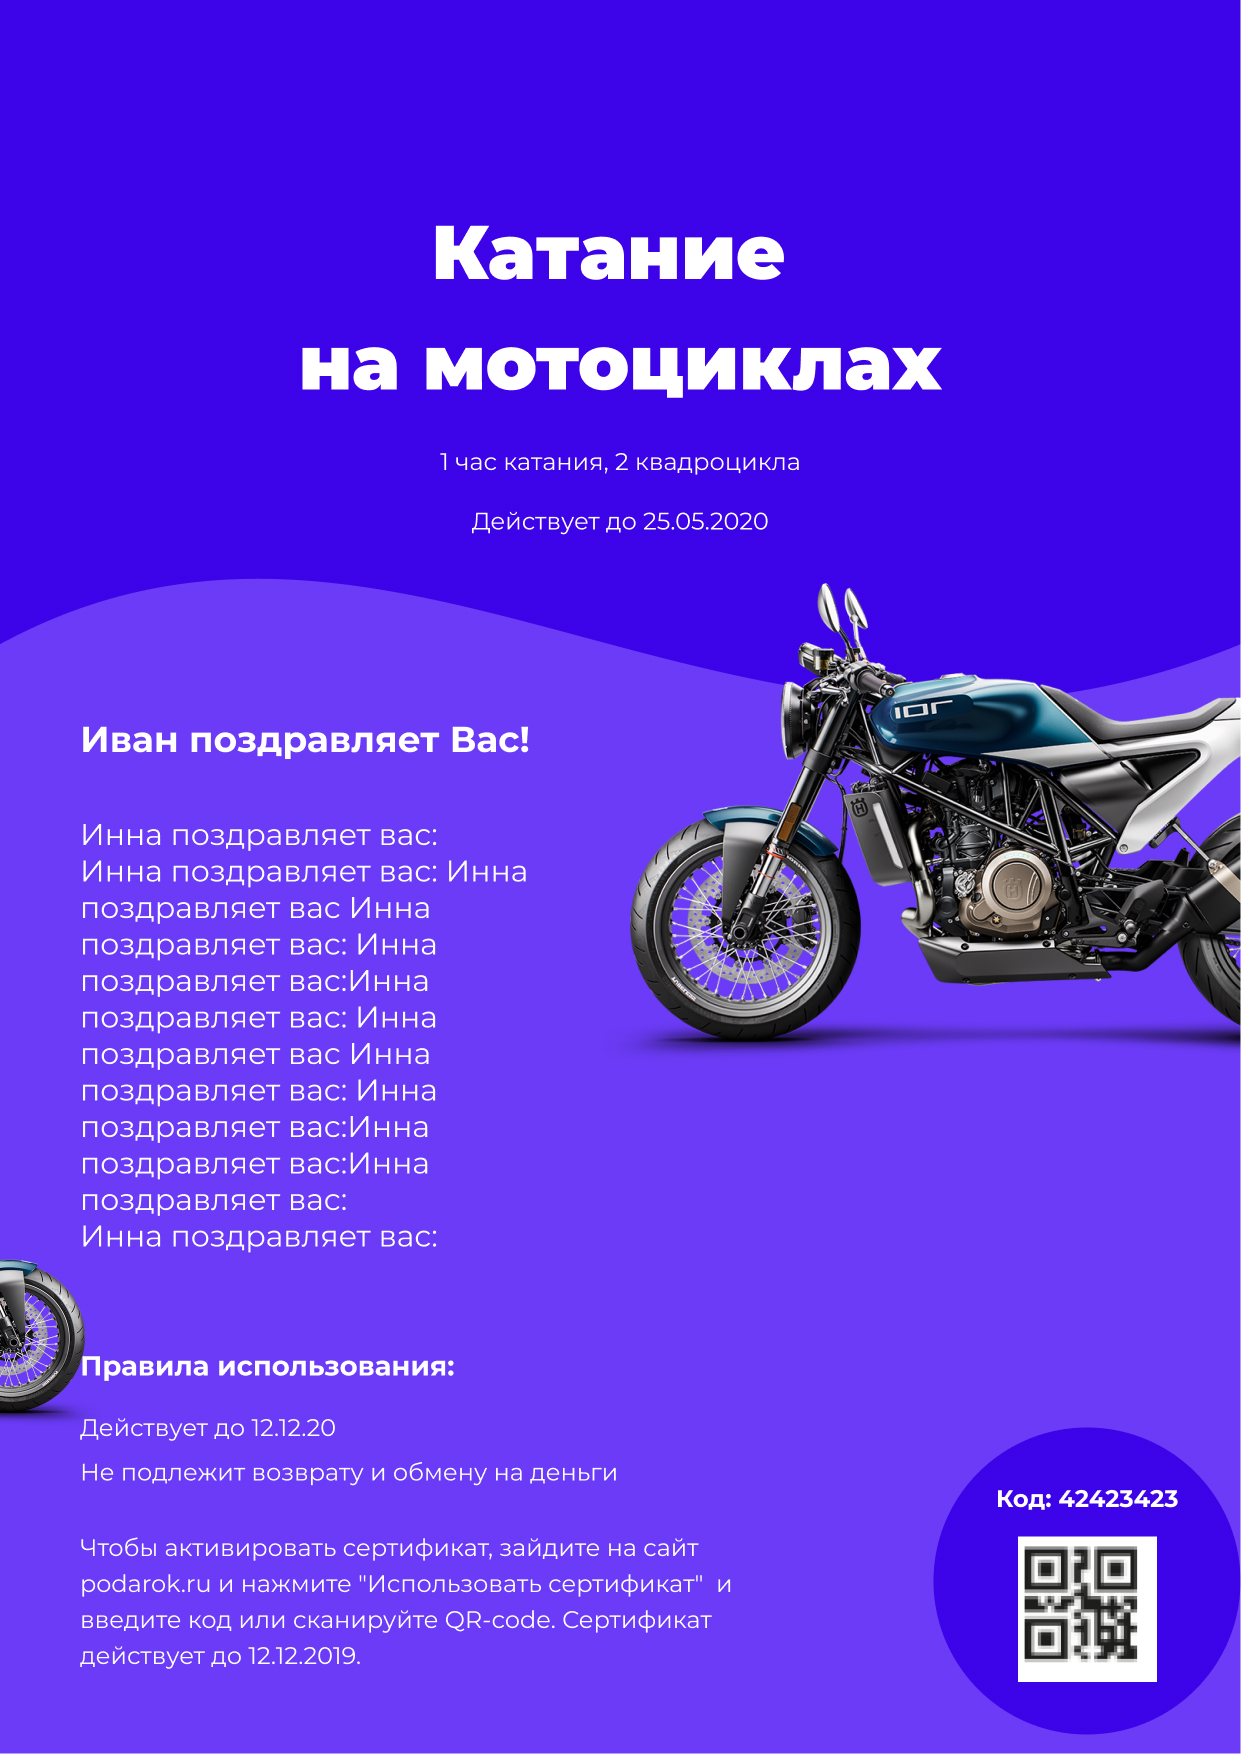 Катание
на мотоциклах
1 час катания, 2 квадроцикла
Действует до 25.05.2020
Иван поздравляет Вас!
Инна поздравляет вас:
Инна поздравляет вас: Инна
поздравляет вас Инна
поздравляет вас: Инна
поздравляет вас:Инна
поздравляет вас: Инна
поздравляет вас Инна
поздравляет вас: Инна
поздравляет вас:Инна
поздравляет вас:Инна
поздравляет вас:
Инна поздравляет вас:
Правила использования:
Действует до 12.12.20
Не подлежит возврату и обмену на деньги
Чтобы активировать сертификат, зайдите на сайт
podarok.ru и нажмите "Использовать сертификат"  и
введите код или сканируйте QR-code. Сертификат
действует до 12.12.2019.
Код: 42423423